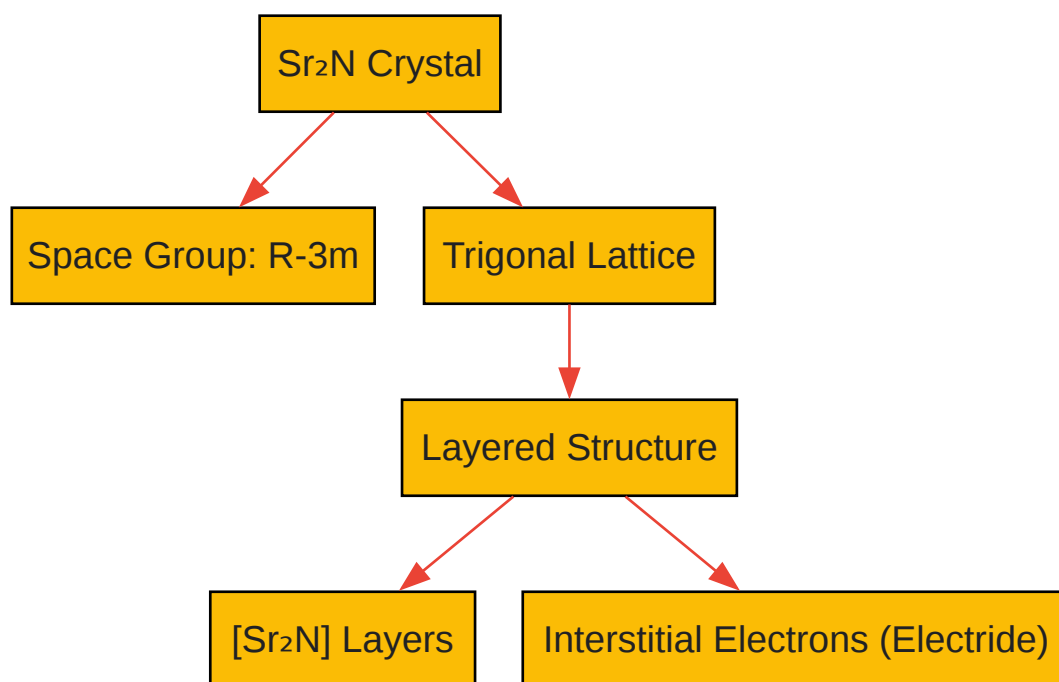 Sr₂N Crystal
Space Group: R-3m
Trigonal Lattice
Layered Structure
[Sr₂N] Layers
Interstitial Electrons (Electride)